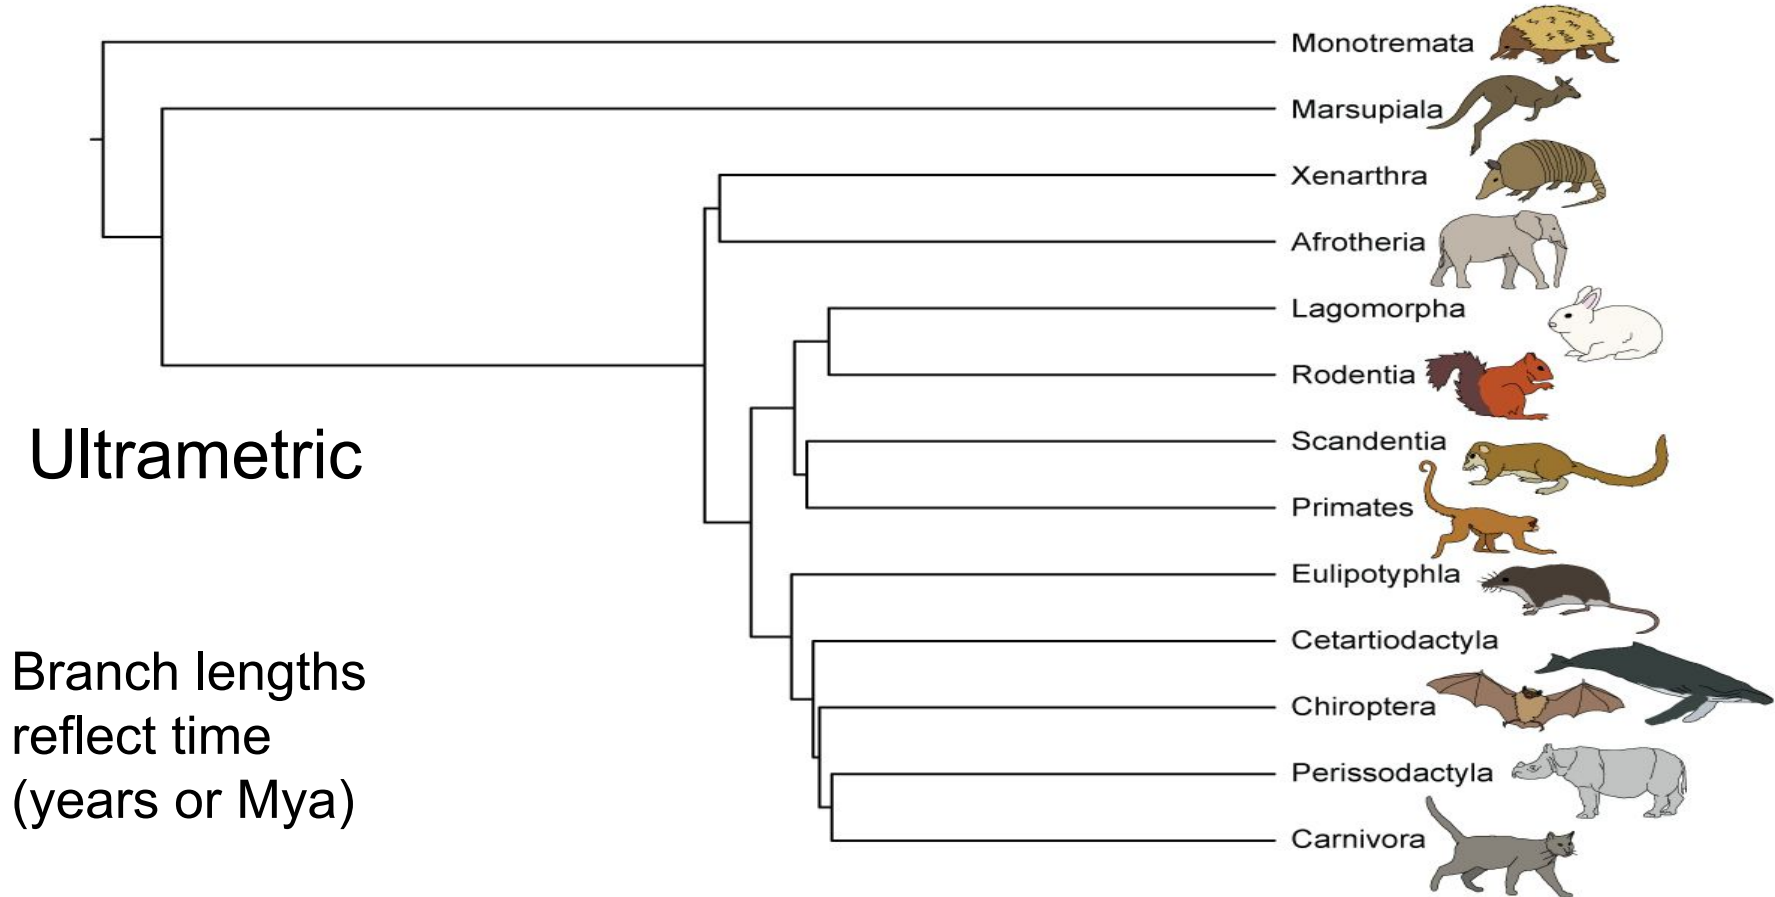 Monotremata
Marsupiala
Xenarthra
Afrotheria
Lagomorpha
Rodentia
Scandentia
Primates
Eulipotyphla
Cetartiodactyla
Chiroptera
Perissodactyla
Carnivora
Ultrametric
Branch lengths
reflect time
(years or Mya)